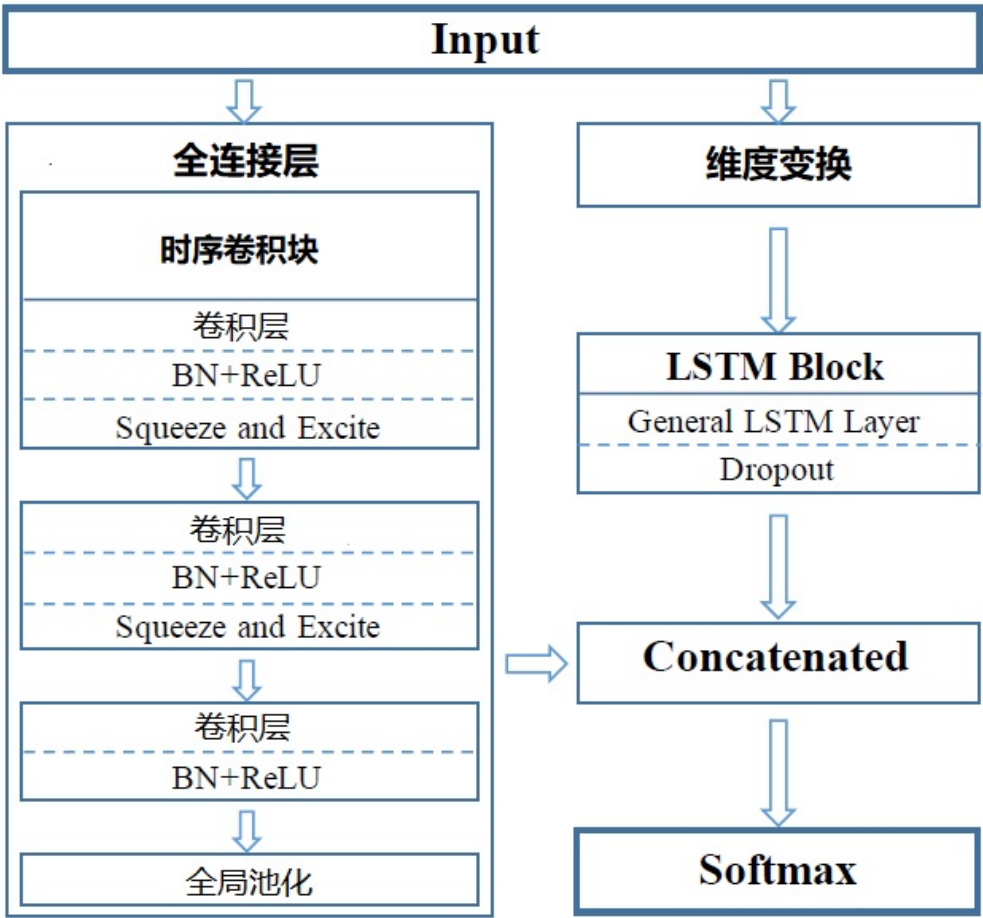 Input
全连接层
时序卷积块
卷积层
BN+ReLU
Squeeze and Excite
卷积层
BN+ReLU
Squeeze and Excite
卷积层
BN+ReLU
全局池化
维度变换
LSTM Block
General LSTM Layer
Dropout
Concatenated
Softmax